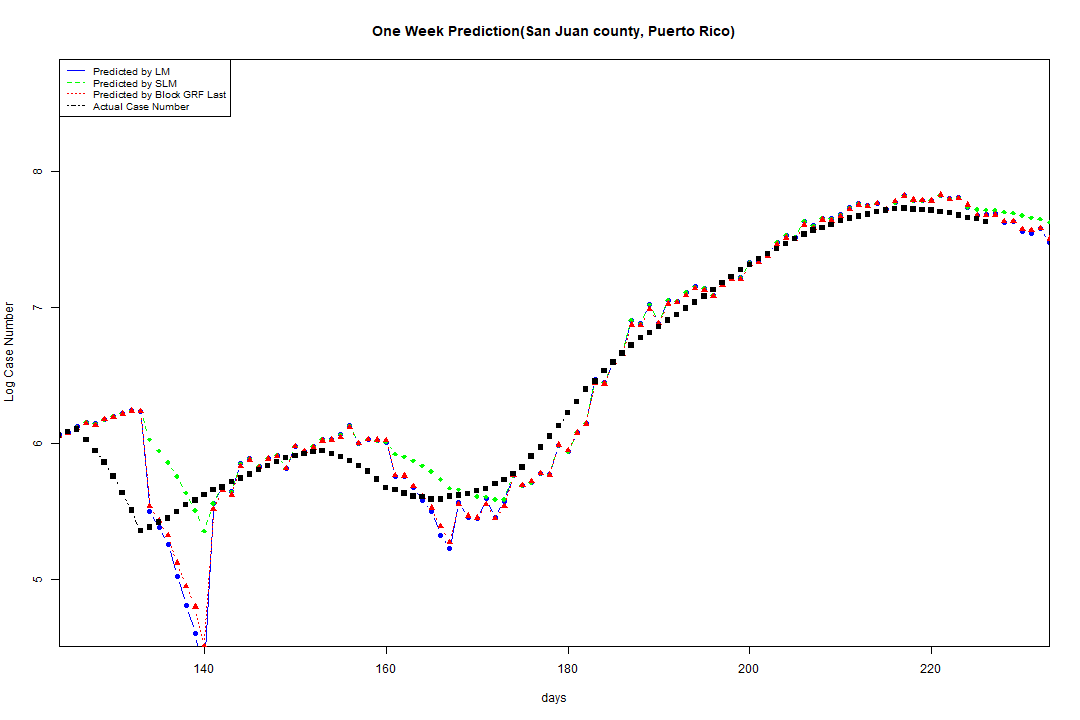 One Week Prediction(San Juan county, Puerto Rico)
Predicted by LM
Predicted by SLM
Predicted by Block GRF Last
Actual Case Number
8
7
6
5
Log Case Number
140 160 180 200 220
days